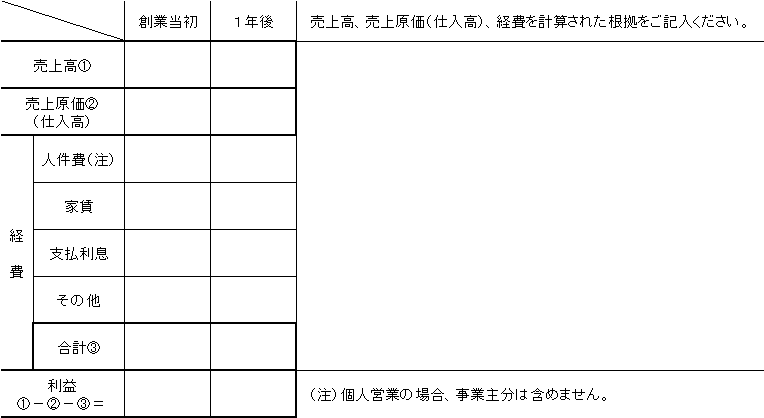 創業当初 １年後 売上高、売上原価（仕入高）、経費を計算された根拠をご記入ください。
売上高①
売上原価②
（仕入高）
経費
人件費（注）
家賃
支払利息
その他
合計③
利益
①－②－③＝
（注）個人営業の場合、事業主分は含めません。